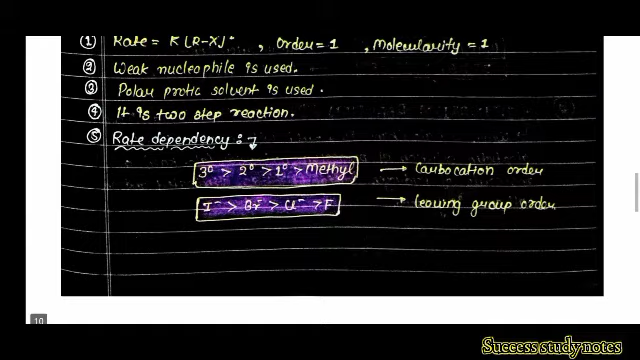 ① Rate = K [R-X]¹ , Order = 1 , Molecularity = 1
② Weak nucleophile is used.
③ Polar protic solvent is used.
④ It is two step reaction.
⑤ Rate dependency :- ↴
3° > 2° > 1° > Methyl → Carbocation order
I⁻ > Br⁻ > Cl⁻ > F → leaving group order
10
Success study notes